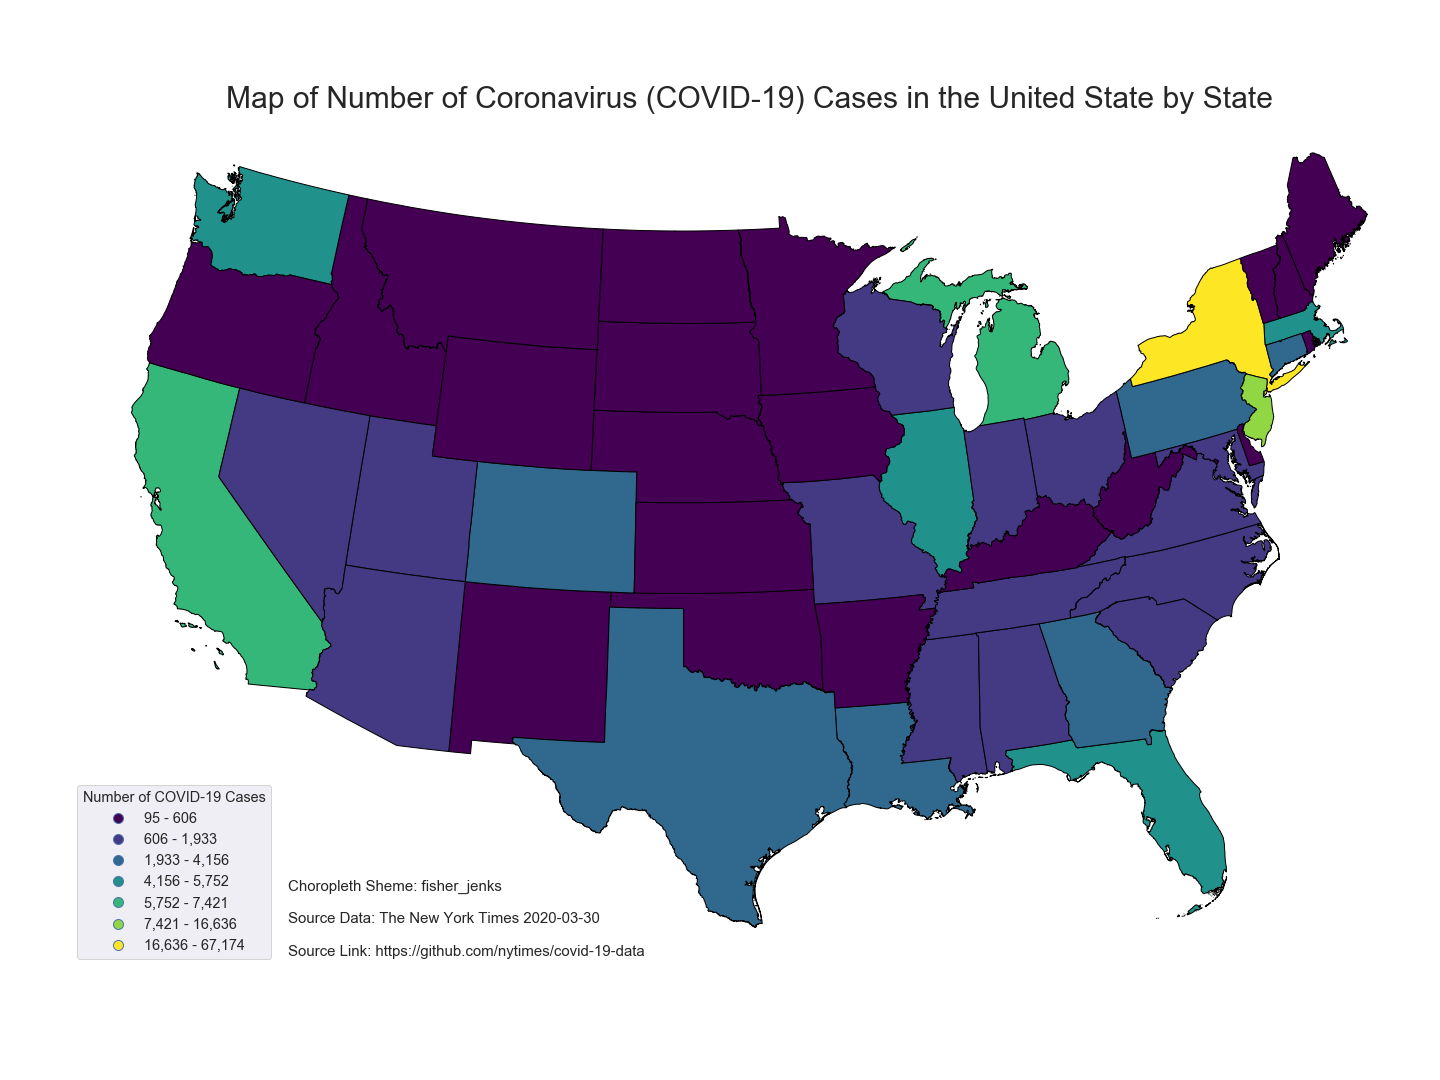 Map of Number of Coronavirus (COVID-19) Cases in the United State by State
Number of COVID-19 Cases
95 - 606
606 - 1,933
1,933 - 4,156
4,156 - 5,752
5,752 - 7,421
7,421 - 16,636
16,636 - 67,174
Choropleth Sheme: fisher_jenks
Source Data: The New York Times 2020-03-30
Source Link: https://github.com/nytimes/covid-19-data